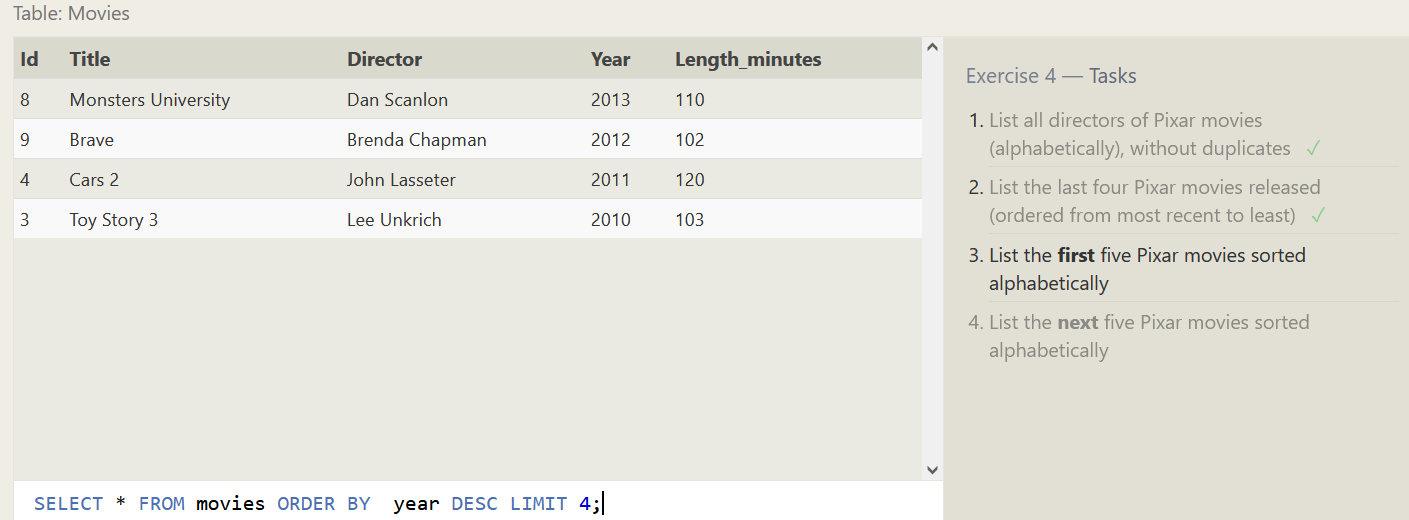 Table: Movies
Id Title Director Year Length_minutes
8 Monsters University Dan Scanlon 2013 110
9 Brave Brenda Chapman 2012 102
4 Cars 2 John Lasseter 2011 120
3 Toy Story 3 Lee Unkrich 2010 103
SELECT * FROM movies ORDER BY  year DESC LIMIT 4;
Exercise 4 — Tasks
1. List all directors of Pixar movies
(alphabetically), without duplicates ✓
2. List the last four Pixar movies released
(ordered from most recent to least) ✓
3. List the first five Pixar movies sorted
alphabetically
4. List the next five Pixar movies sorted
alphabetically